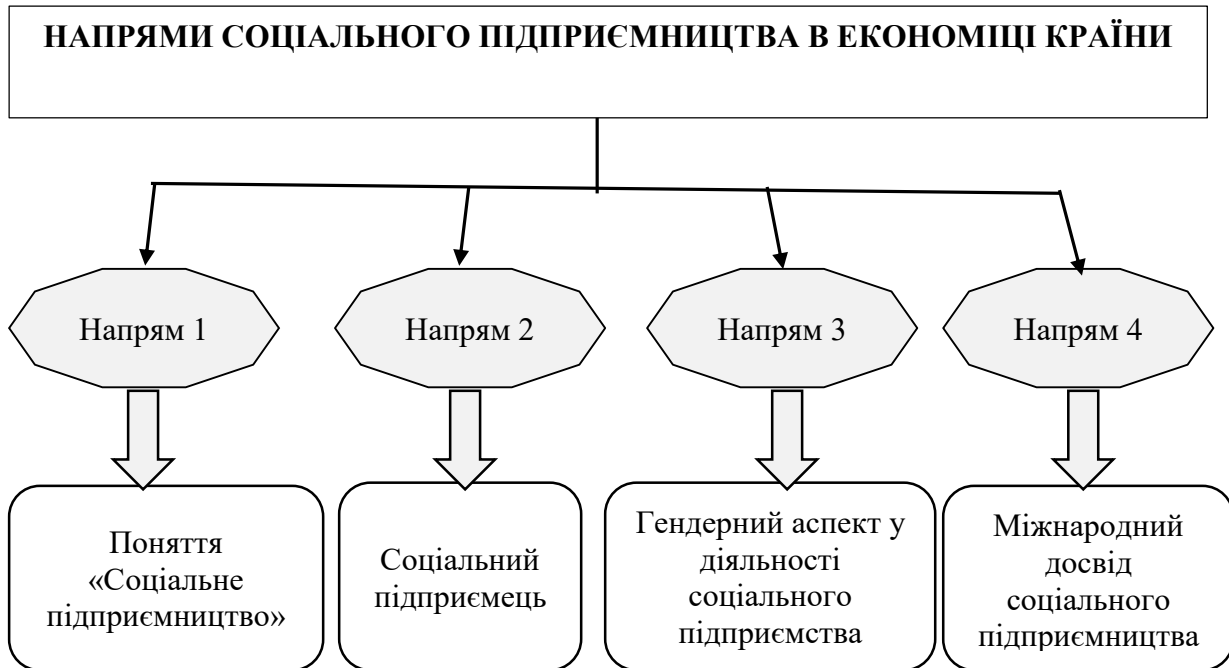 НАПРЯМИ СОЦІАЛЬНОГО ПІДПРИЄМНИЦТВА В ЕКОНОМІЦІ КРАЇНИ
Напрям 1
Напрям 2
Напрям 3
Напрям 4
Поняття
«Соціальне
підприємництво»
Соціальний
підприємець
Гендерний аспект у
діяльності
соціального
підприємства
Міжнародний
досвід
соціального
підприємництва